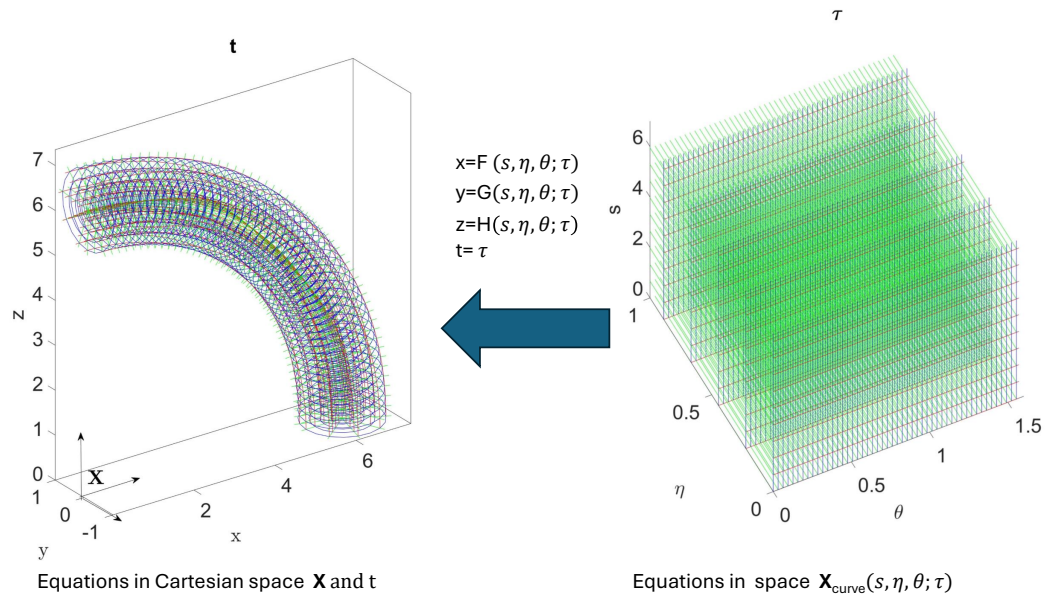 t
7
6
5
4
3
2
1
0
z
1
0
-1
y
2
4
6
x
X
x=F (s, η, θ; τ)
y=G(s, η, θ; τ)
z=H(s, η, θ; τ)
t= τ
τ
6
4
2
0
s
1
0.5
0
η
0
0.5
1
1.5
θ
Equations in Cartesian space X and t
Equations in space X_curve(s, η, θ; τ)